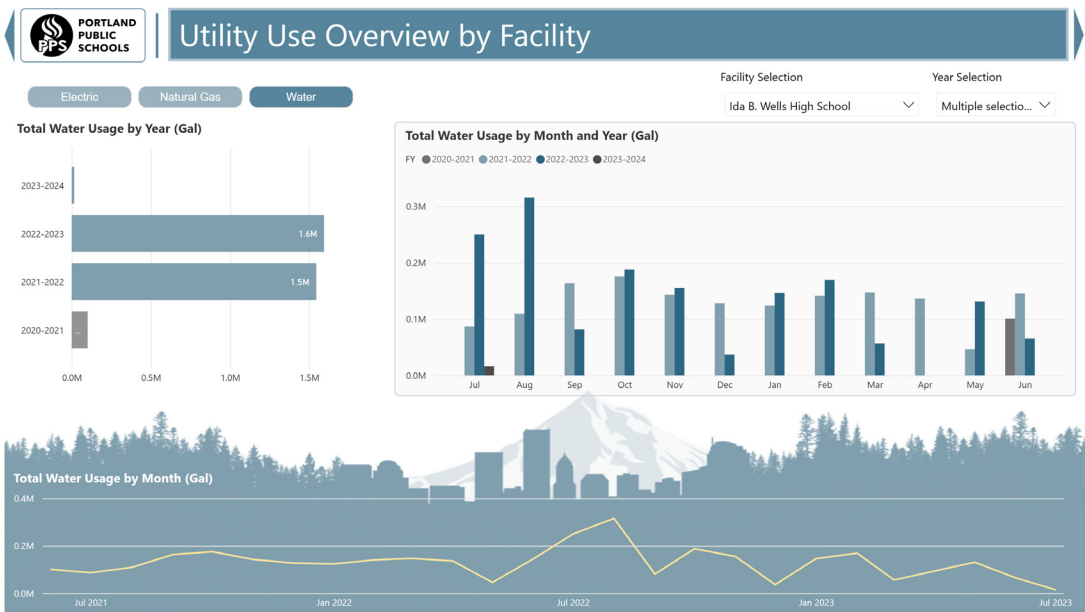 PPS
PORTLAND
PUBLIC
SCHOOLS
Utility Use Overview by Facility
Electric
Natural Gas
Water
Facility Selection
Ida B. Wells High School
Year Selection
Multiple selectio...
Total Water Usage by Year (Gal)
2023-2024
2022-2023
1.6M
2021-2022
1.5M
2020-2021
...
0.0M 0.5M 1.0M 1.5M
Total Water Usage by Month and Year (Gal)
FY 2020-2021 2021-2022 2022-2023 2023-2024
0.3M
0.2M
0.1M
0.0M
Jul Aug Sep Oct Nov Dec Jan Feb Mar Apr May Jun
Total Water Usage by Month (Gal)
0.4M
0.2M
0.0M
Jul 2021 Jan 2022 Jul 2022 Jan 2023 Jul 2023